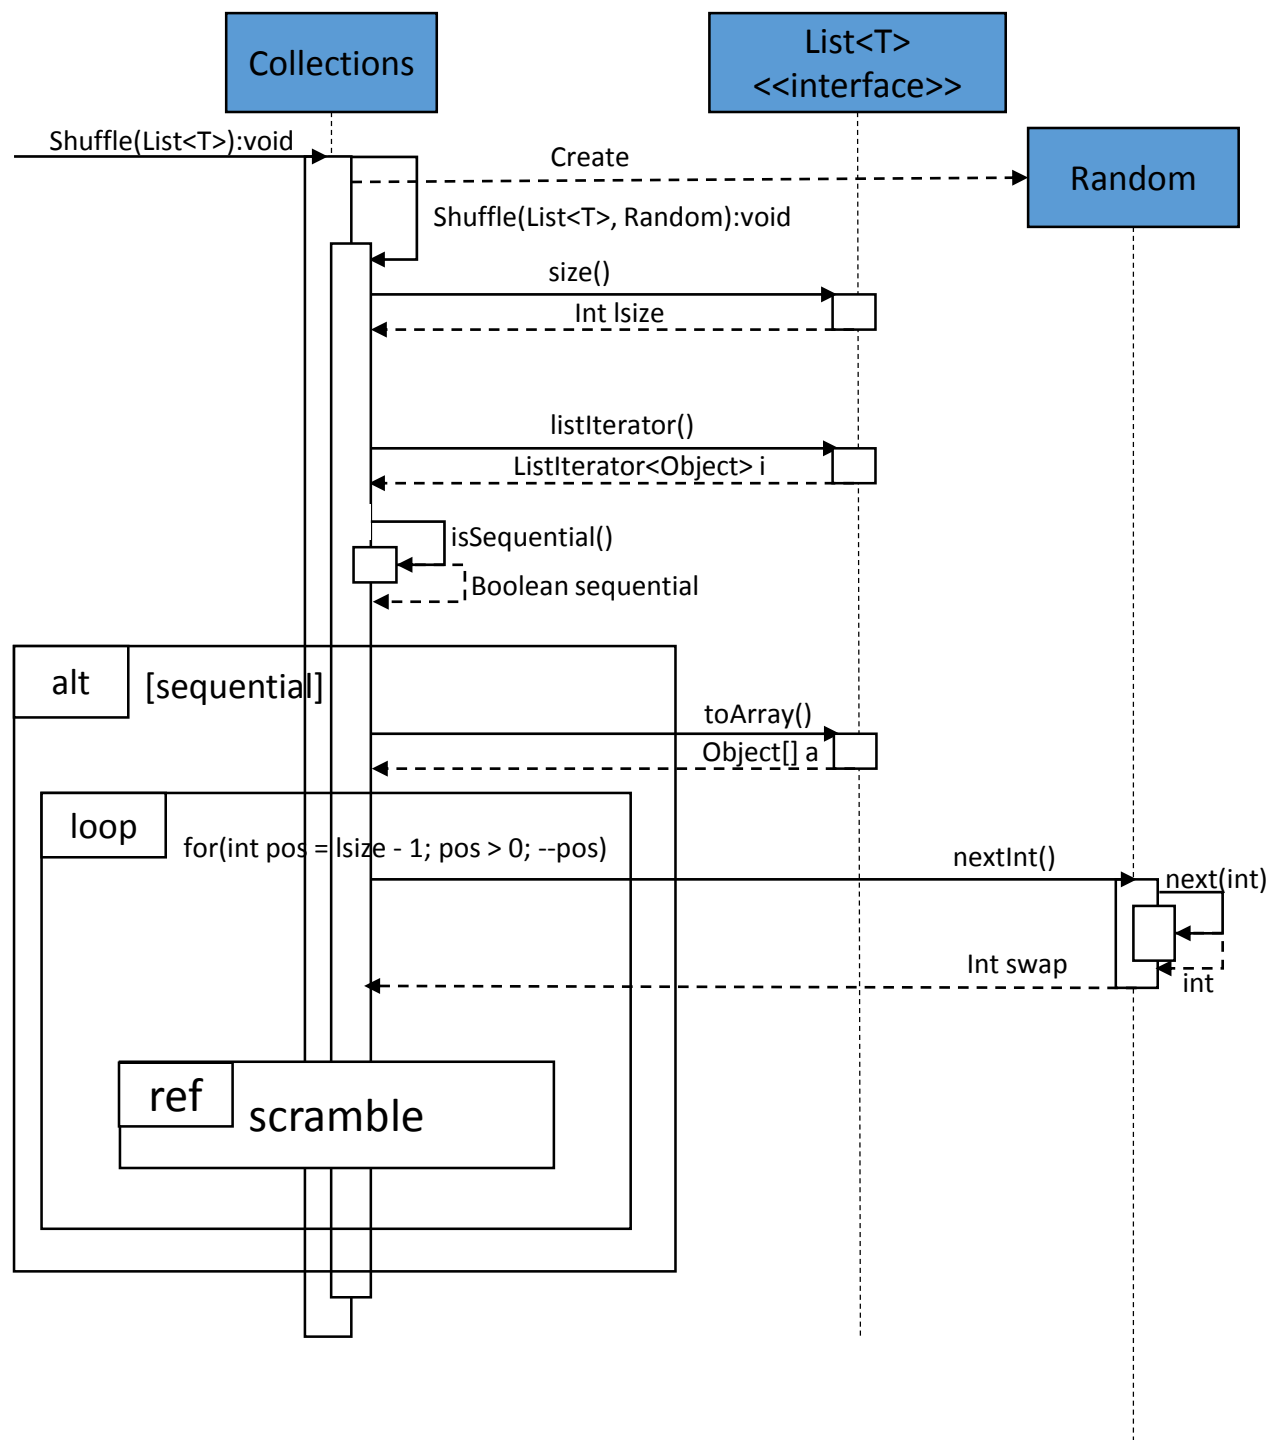 Collections
List<T>
<<interface>>
Shuffle(List<T>):void
Create
Random
Shuffle(List<T>, Random):void
size()
Int lsize
listIterator()
ListIterator<Object> i
isSequential()
Boolean sequential
alt
[sequential]
toArray()
Object[] a
loop
for(int pos = lsize - 1; pos > 0; --pos)
nextInt()
next(int)
Int swap
int
ref
scramble